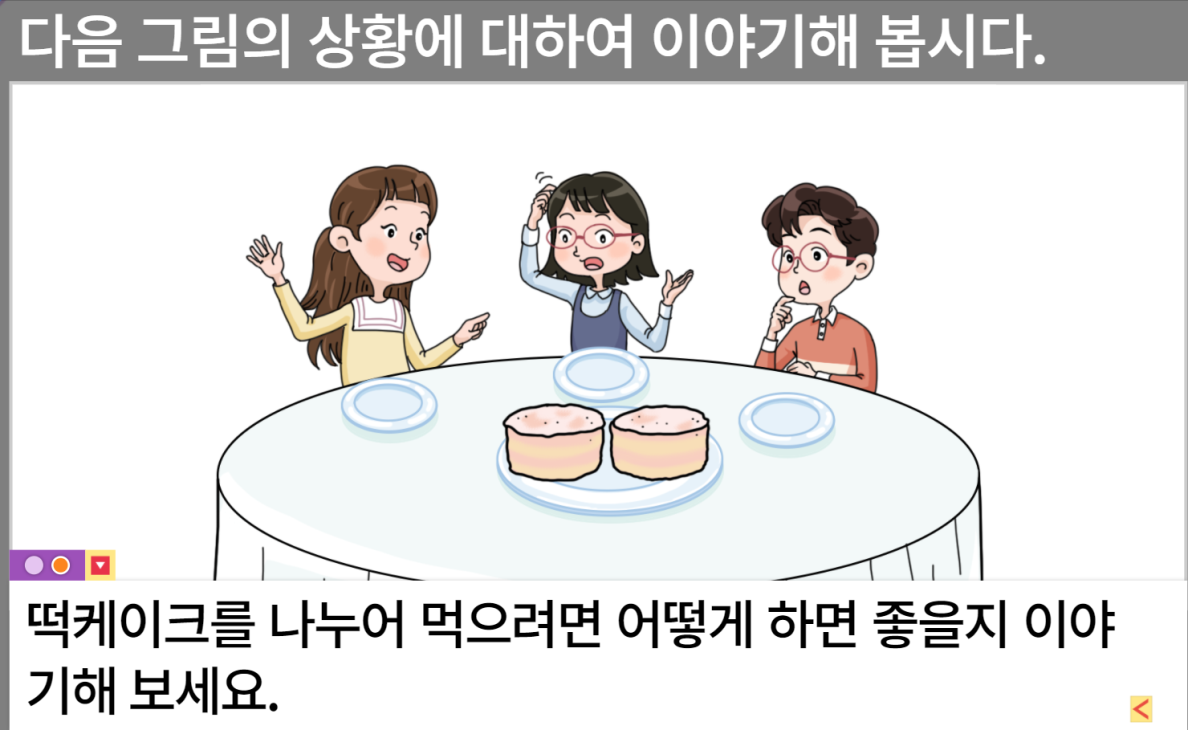 다음 그림의 상황에 대하여 이야기해 봅시다.
떡케이크를 나누어 먹으려면 어떻게 하면 좋을지 이야
기해 보세요.